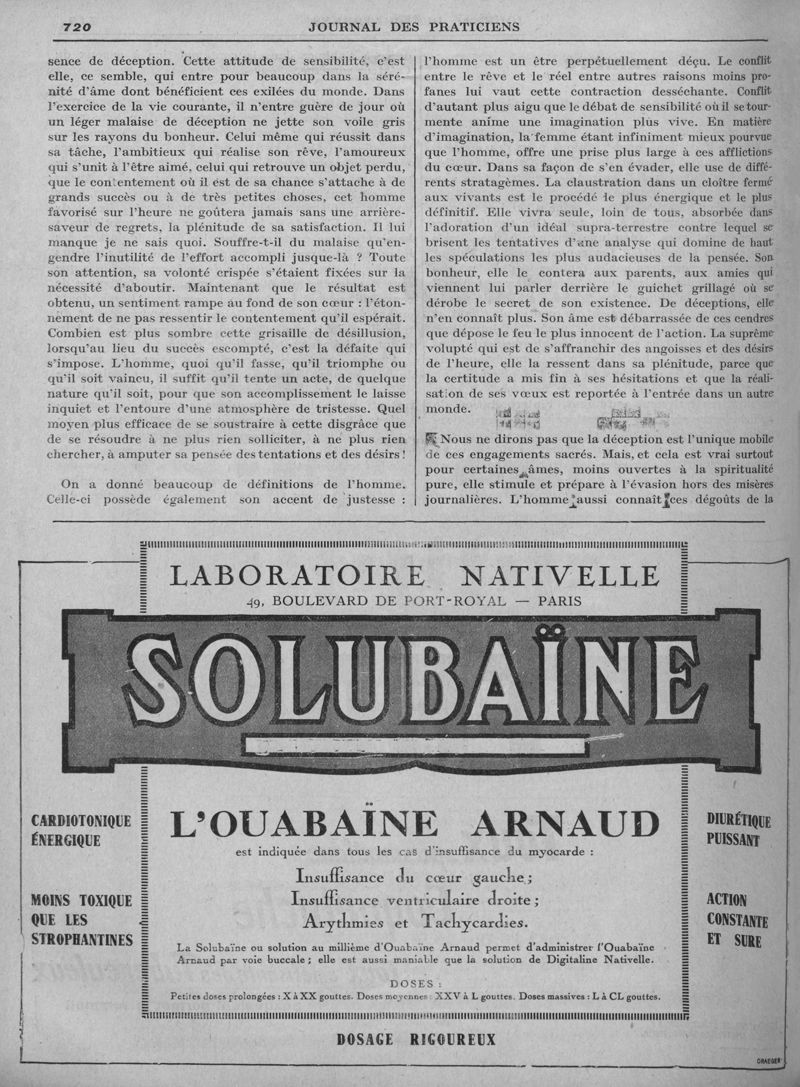 720
JOURNAL DES PRATICIENS
sence de déception. Cette attitude de sensibilité, c'est
elle, ce semble, qui entre pour beaucoup dans la séré-
nité d'âme dont bénéficient ces exilées du monde. Dans
l'exercice de la vie courante, il n'entre guère de jour où
un léger malaise de déception ne jette son voile gris
sur les rayons du bonheur. Celui même qui réussit dans
sa tâche, l'ambitieux qui réalise son rêve, l'amoureux
qui s'unit à l'être aimé, celui qui retrouve un objet perdu,
que le contentement où il est de sa chance s'attache à de
grands succès ou à de très petites choses, cet homme
favorisé sur l'heure ne goûtera jamais sans une arrière-
saveur de regrets, la plénitude de sa satisfaction. Il lui
manque je ne sais quoi. Souffre-t-il du malaise qu'en-
gendre l'inutilité de l'effort accompli jusque-là ? Toute
son attention, sa volonté crispée s'étaient fixées sur la
nécessité d'aboutir. Maintenant que le résultat est
obtenu, un sentiment rampe au fond de son cœur : l'éton-
nement de ne pas ressentir le contentement qu'il espérait.
Combien est plus sombre cette grisaille de désillusion,
lorsqu'au lieu du succès escompté, c'est la défaite qui
s'impose. L'homme, quoi qu'il fasse, qu'il triomphe ou
qu'il soit vaincu, il suffit qu'il tente un acte, de quelque
nature qu'il soit, pour que son accomplissement le laisse
inquiet et l'entoure d'une atmosphère de tristesse. Quel
moyen plus efficace de se soustraire à cette disgrâce que
de se résoudre à ne plus rien solliciter, à ne plus rien
chercher, à amputer sa pensée des tentations et des désirs !
On a donné beaucoup de définitions de l'homme.
Celle-ci possède également son accent de justesse :
l'homme est un être perpétuellement déçu. Le conflit
entre le rêve et le réel entre autres raisons moins pro-
fanes lui vaut cette contraction desséchante. Conflit
d'autant plus aigu que le débat de sensibilité où il se tour-
mente anime une imagination plus vive. En matière
d'imagination, la femme étant infiniment mieux pourvue
que l'homme, offre une prise plus large à ces afflictions
du cœur. Dans sa façon de s'en évader, elle use de diffé-
rents stratagèmes. La claustration dans un cloître fermé
aux vivants est le procédé le plus énergique et le plus
définitif. Elle vivra seule, loin de tous, absorbée dans
l'adoration d'un idéal supra-terrestre contre lequel se
brisent les tentatives d'une analyse qui domine de haut
les spéculations les plus audacieuses de la pensée. Son
bonheur, elle le contera aux parents, aux amies qui
viennent lui parler derrière le guichet grillagé où se
dérobe le secret de son existence. De déceptions, elle
n'en connaît plus. Son âme est débarrassée de ces cendres
que dépose le feu le plus innocent de l'action. La suprême
volupté qui est de s'affranchir des angoisses et des désirs
de l'heure, elle la ressent dans sa plénitude, parce que
la certitude a mis fin à ses hésitations et que la réali-
sation de ses vœux est reportée à l'entrée dans un autre
monde.
Nous ne dirons pas que la déception est l'unique mobile
de ces engagements sacrés. Mais, et cela est vrai surtout
pour certaines âmes, moins ouvertes à la spiritualité
pure, elle stimule et prépare à l'évasion hors des misères
journalières. L'homme aussi connaît ces dégoûts de la
LABORATOIRE NATIVELLE
49, BOULEVARD DE PORT-ROYAL — PARIS
SOLUBAÏNE
CARDIOTONIQUE
ÉNERGIQUE
MOINS TOXIQUE
QUE LES
STROPHANTINES
L'OUABAÏNE ARNAUD
est indiquée dans tous les cas d'insuffisance du myocarde :
Insuffisance du cœur gauche ;
Insuffisance ventriculaire droite ;
Arythmies et Tachycardies.
La Solubaïne ou solution au millième d'Ouabaïne Arnaud permet d'administrer l'Ouabaïne
Arnaud par voie buccale ; elle est aussi maniable que la solution de Digitaline Nativelle.
DOSES :
Petites doses prolongées : X à XX gouttes. Doses moyennes : XXV à L gouttes. Doses massives : L à CL gouttes.
DIURÉTIQUE
PUISSANT
ACTION
CONSTANTE
ET SURE
DOSAGE RIGOUREUX
DRAEGER